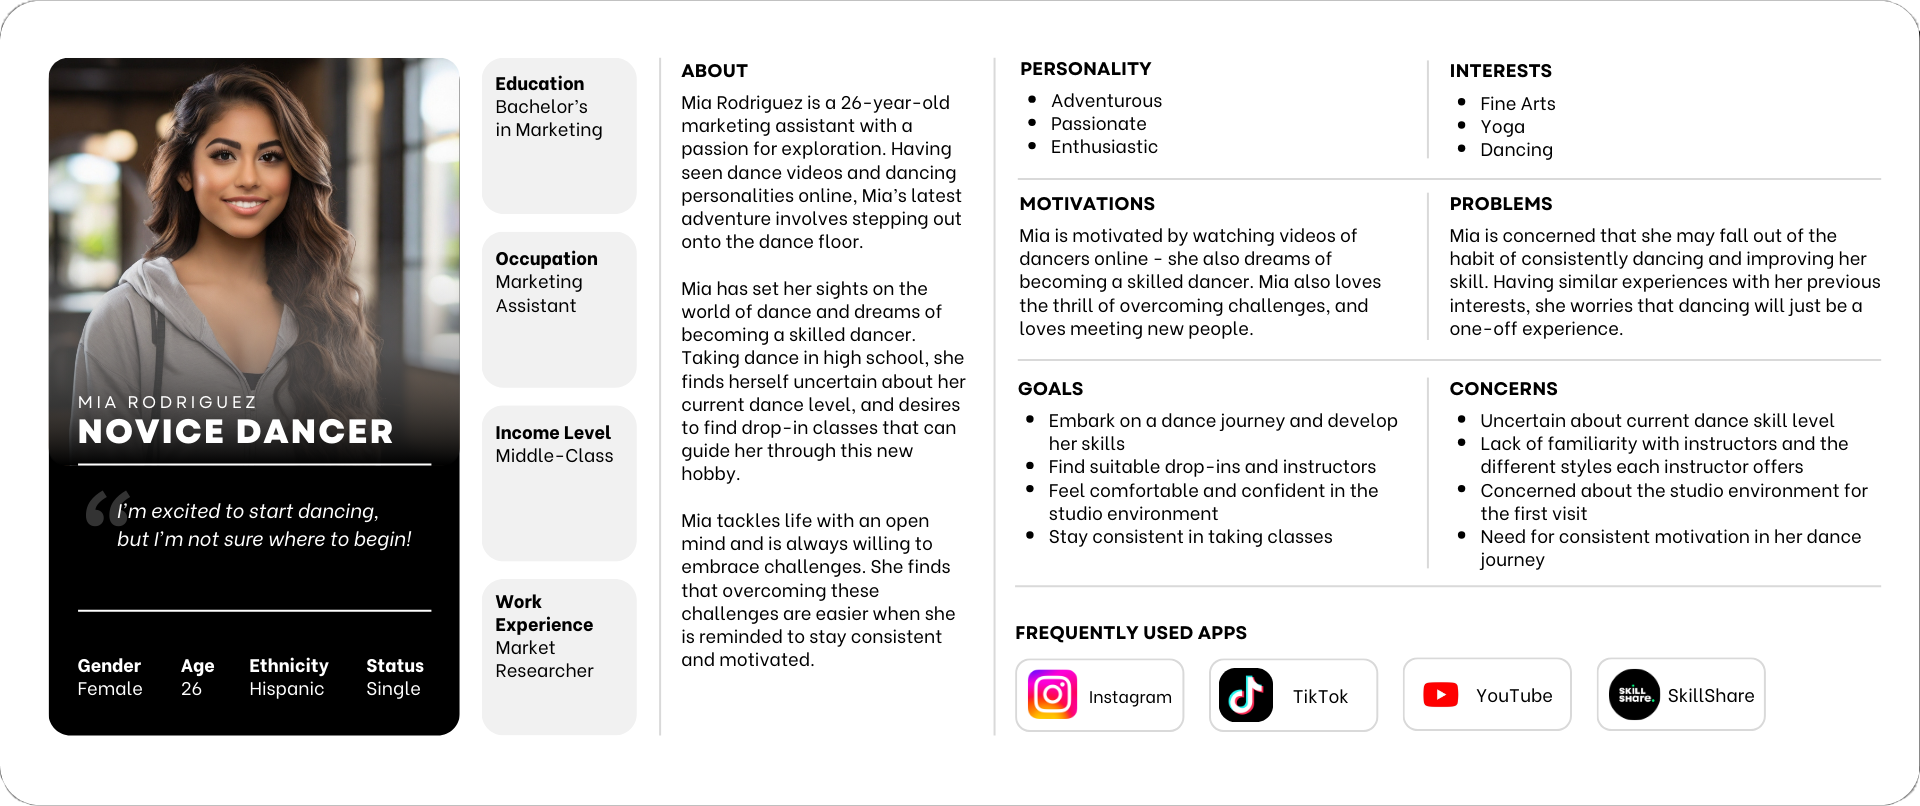 MIA RODRIGUEZ
NOVICE DANCER
“
I’m excited to start dancing,
but I’m not sure where to begin!
Gender
Female
Age
26
Ethnicity
Hispanic
Status
Single
Education
Bachelor’s
in Marketing
Occupation
Marketing
Assistant
Income Level
Middle-Class
Work
Experience
Market
Researcher
ABOUT
Mia Rodriguez is a 26-year-old
marketing assistant with a
passion for exploration. Having
seen dance videos and dancing
personalities online, Mia’s latest
adventure involves stepping out
onto the dance floor.
Mia has set her sights on the
world of dance and dreams of
becoming a skilled dancer.
Taking dance in high school, she
finds herself uncertain about her
current dance level, and desires
to find drop-in classes that can
guide her through this new
hobby.
Mia tackles life with an open
mind and is always willing to
embrace challenges. She finds
that overcoming these
challenges are easier when she
is reminded to stay consistent
and motivated.
PERSONALITY
• Adventurous
• Passionate
• Enthusiastic
INTERESTS
• Fine Arts
• Yoga
• Dancing
MOTIVATIONS
Mia is motivated by watching videos of
dancers online - she also dreams of
becoming a skilled dancer. Mia also loves
the thrill of overcoming challenges, and
loves meeting new people.
PROBLEMS
Mia is concerned that she may fall out of the
habit of consistently dancing and improving her
skill. Having similar experiences with her previous
interests, she worries that dancing will just be a
one-off experience.
GOALS
• Embark on a dance journey and develop
her skills
• Find suitable drop-ins and instructors
• Feel comfortable and confident in the
studio environment
• Stay consistent in taking classes
CONCERNS
• Uncertain about current dance skill level
• Lack of familiarity with instructors and the
different styles each instructor offers
• Concerned about the studio environment for
the first visit
• Need for consistent motivation in her dance
journey
FREQUENTLY USED APPS
Instagram
TikTok
YouTube
SKILL
SHARE.
SkillShare